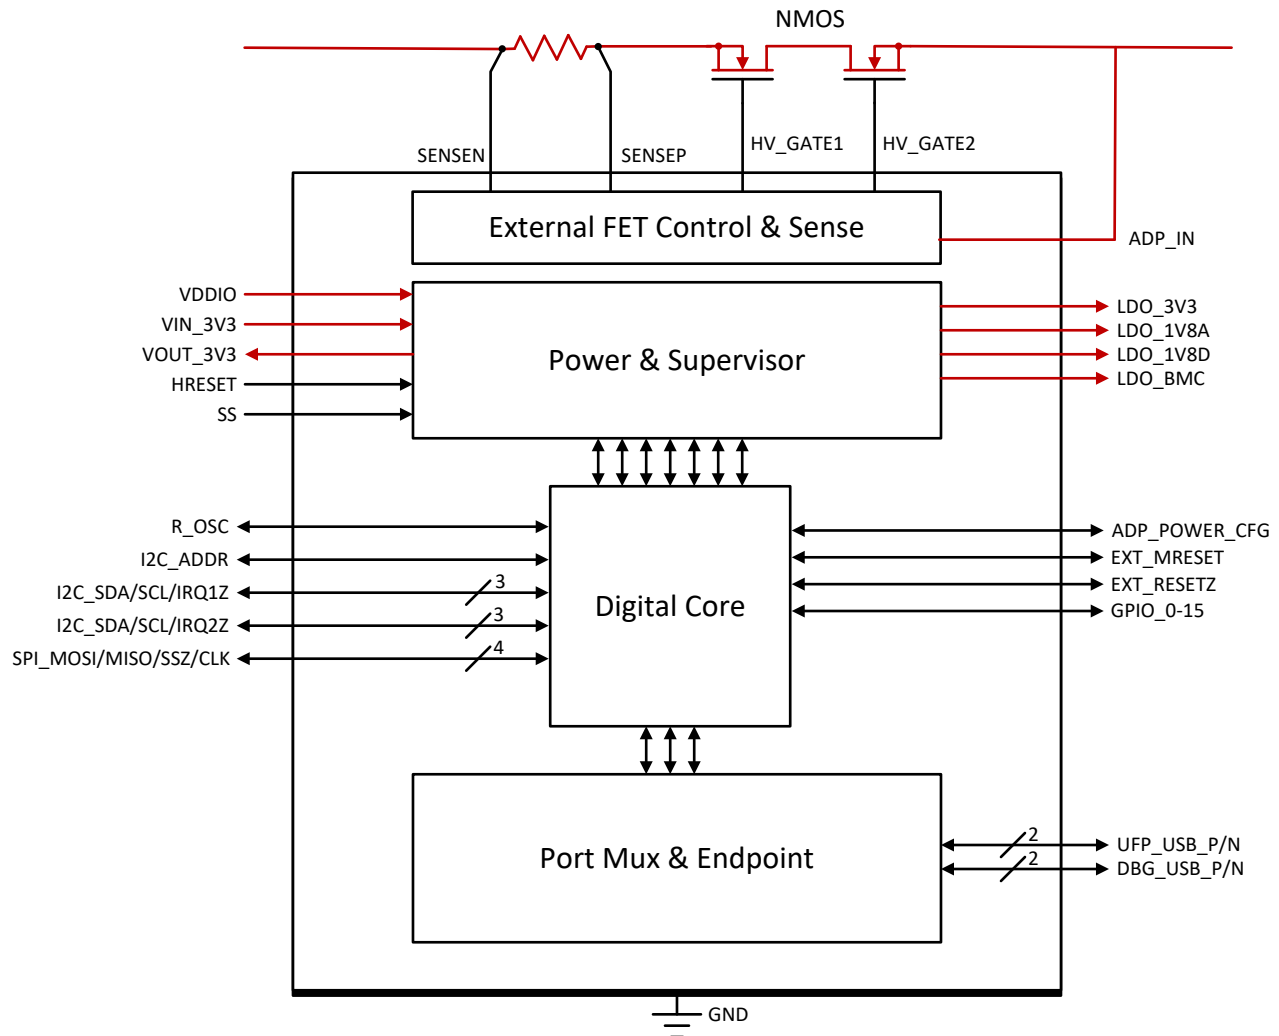 NMOS
SENSEN
SENSEP
HV_GATE1
HV_GATE2
External FET Control & Sense
ADP_IN
VDDIO
VIN_3V3
VOUT_3V3
HRESET
SS
Power & Supervisor
LDO_3V3
LDO_1V8A
LDO_1V8D
LDO_BMC
R_OSC
I2C_ADDR
I2C_SDA/SCL/IRQ1Z
3
I2C_SDA/SCL/IRQ2Z
3
SPI_MOSI/MISO/SSZ/CLK
4
Digital Core
ADP_POWER_CFG
EXT_MRESET
EXT_RESETZ
GPIO_0-15
Port Mux & Endpoint
2
UFP_USB_P/N
2
DBG_USB_P/N
GND